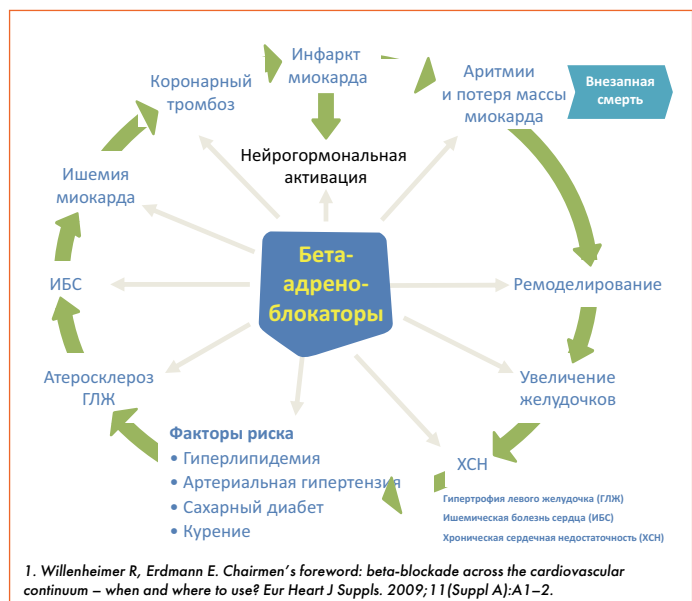 Инфаркт
миокарда
Коронарный
тромбоз
Аритмии
и потеря массы
миокарда
Внезапная
смерть
Нейрогормональная
активация
Ишемия
миокарда
Бета-
адрено-
блокаторы
ИБС
Ремоделирование
Атеросклероз
ГЛЖ
Увеличение
желудочков
Факторы риска
• Гиперлипидемия
• Артериальная гипертензия
• Сахарный диабет
• Курение
ХСН
Гипертрофия левого желудочка (ГЛЖ)
Ишемическая болезнь сердца (ИБС)
Хроническая сердечная недостаточность (ХСН)
1. Willenheimer R, Erdmann E. Chairmen’s foreword: beta-blockade across the cardiovascular
continuum – when and where to use? Eur Heart J Suppls. 2009;11(Suppl A):A1–2.